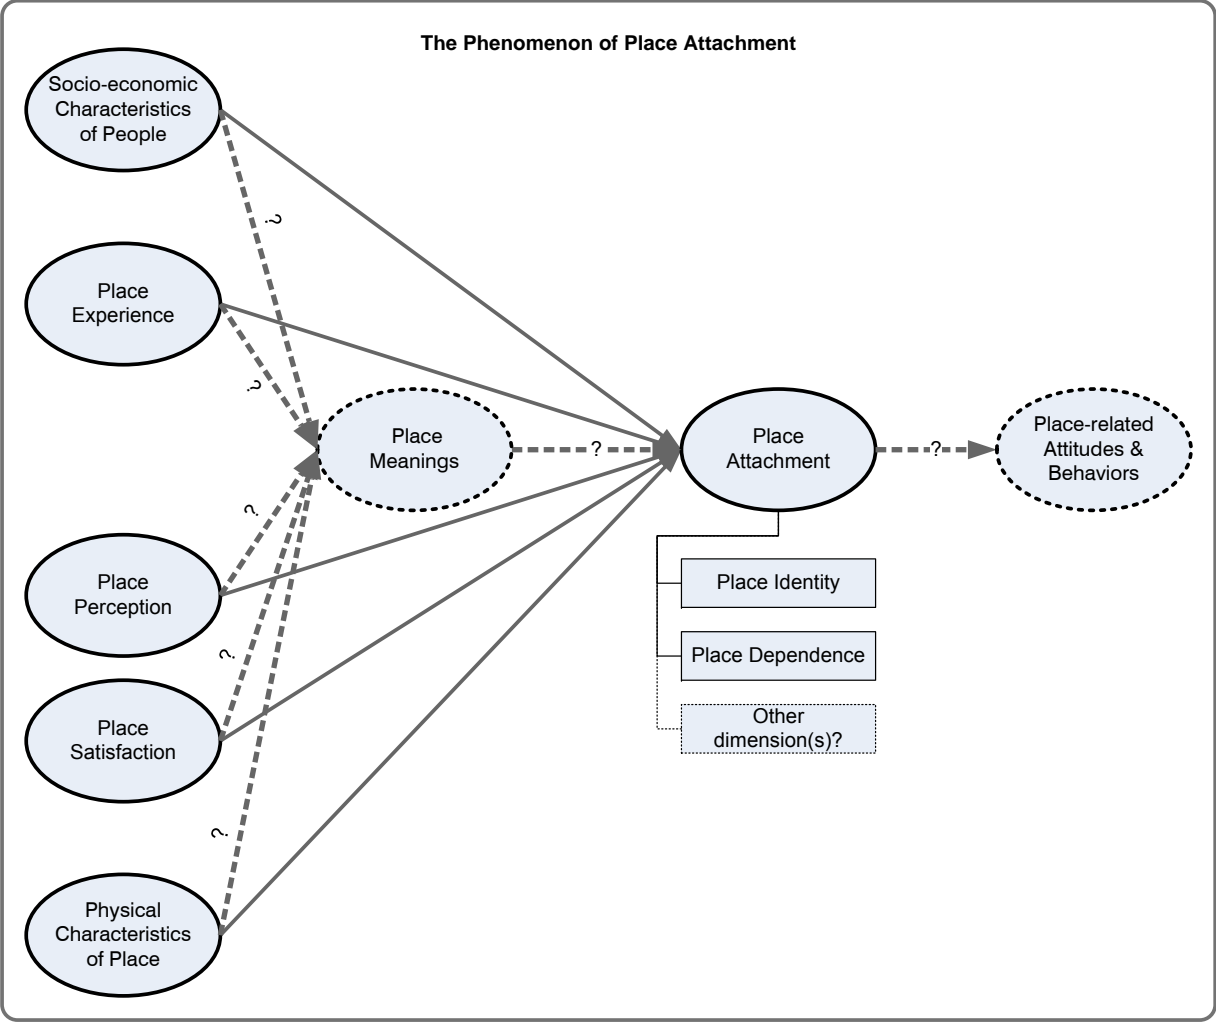 The Phenomenon of Place Attachment
Socio-economic
Characteristics
of People
?
Place
Experience
?
Place
Meanings
?
Place
Attachment
?
Place-related
Attitudes &
Behaviors
?
Place
Perception
?
Place
Satisfaction
?
Physical
Characteristics
of Place
Place Identity
Place Dependence
Other
dimension(s)?